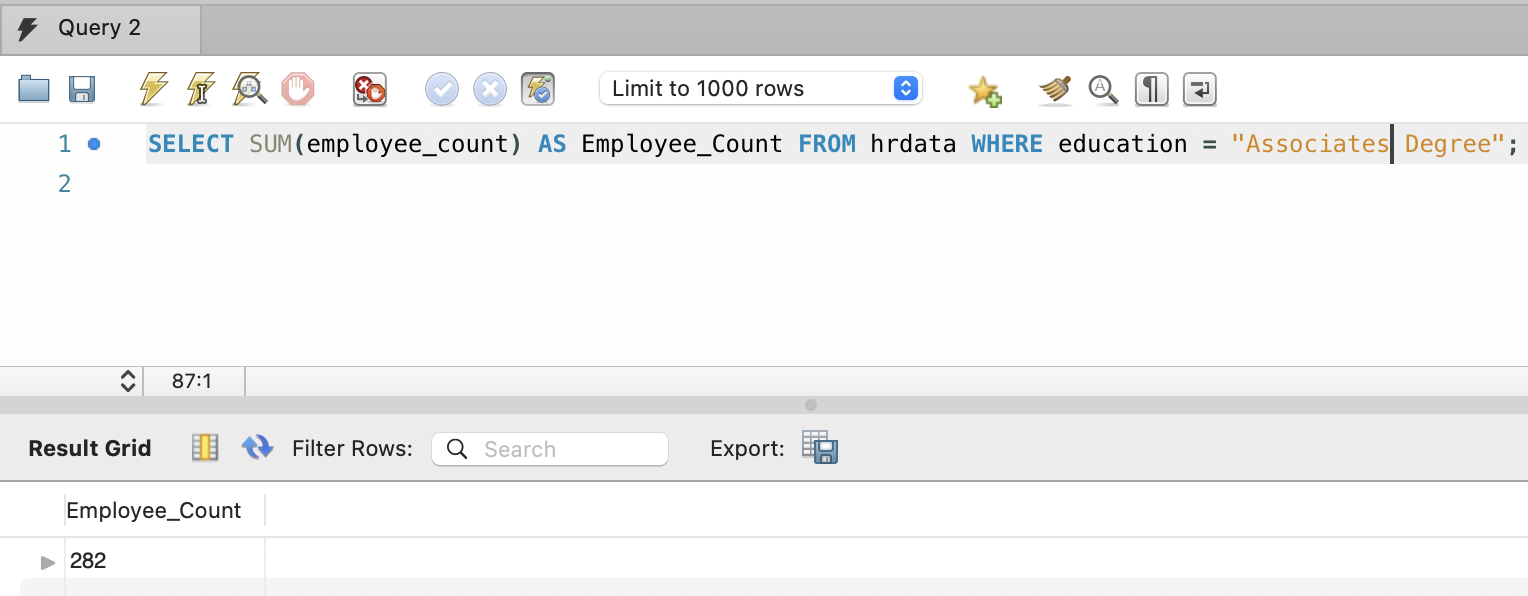 Query 2
Limit to 1000 rows
1 SELECT SUM(employee_count) AS Employee_Count FROM hrdata WHERE education = "Associates Degree";
2
87:1
Result Grid Filter Rows: Search Export:
Employee_Count
282